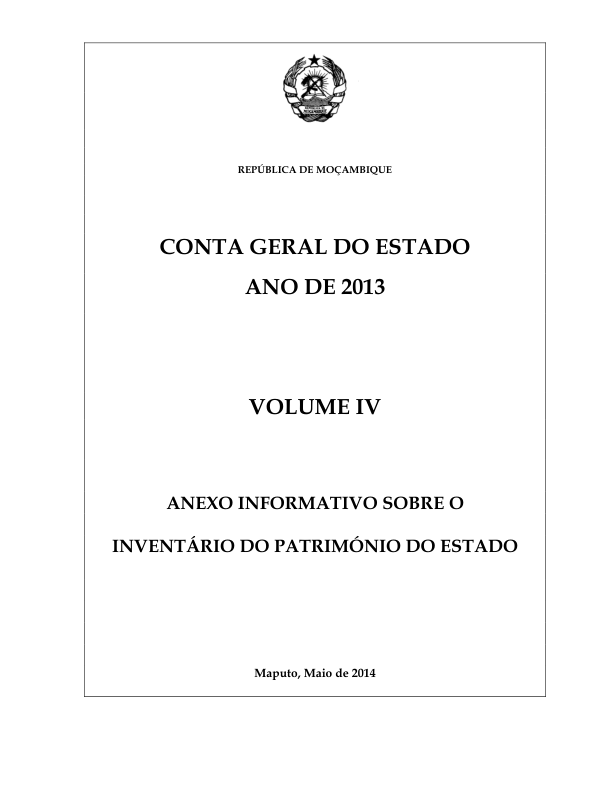 REPÚBLICA DE MOÇAMBIQUE
CONTA GERAL DO ESTADO
ANO DE 2013
VOLUME IV
ANEXO INFORMATIVO SOBRE O
INVENTÁRIO DO PATRIMÓNIO DO ESTADO
Maputo, Maio de 2014